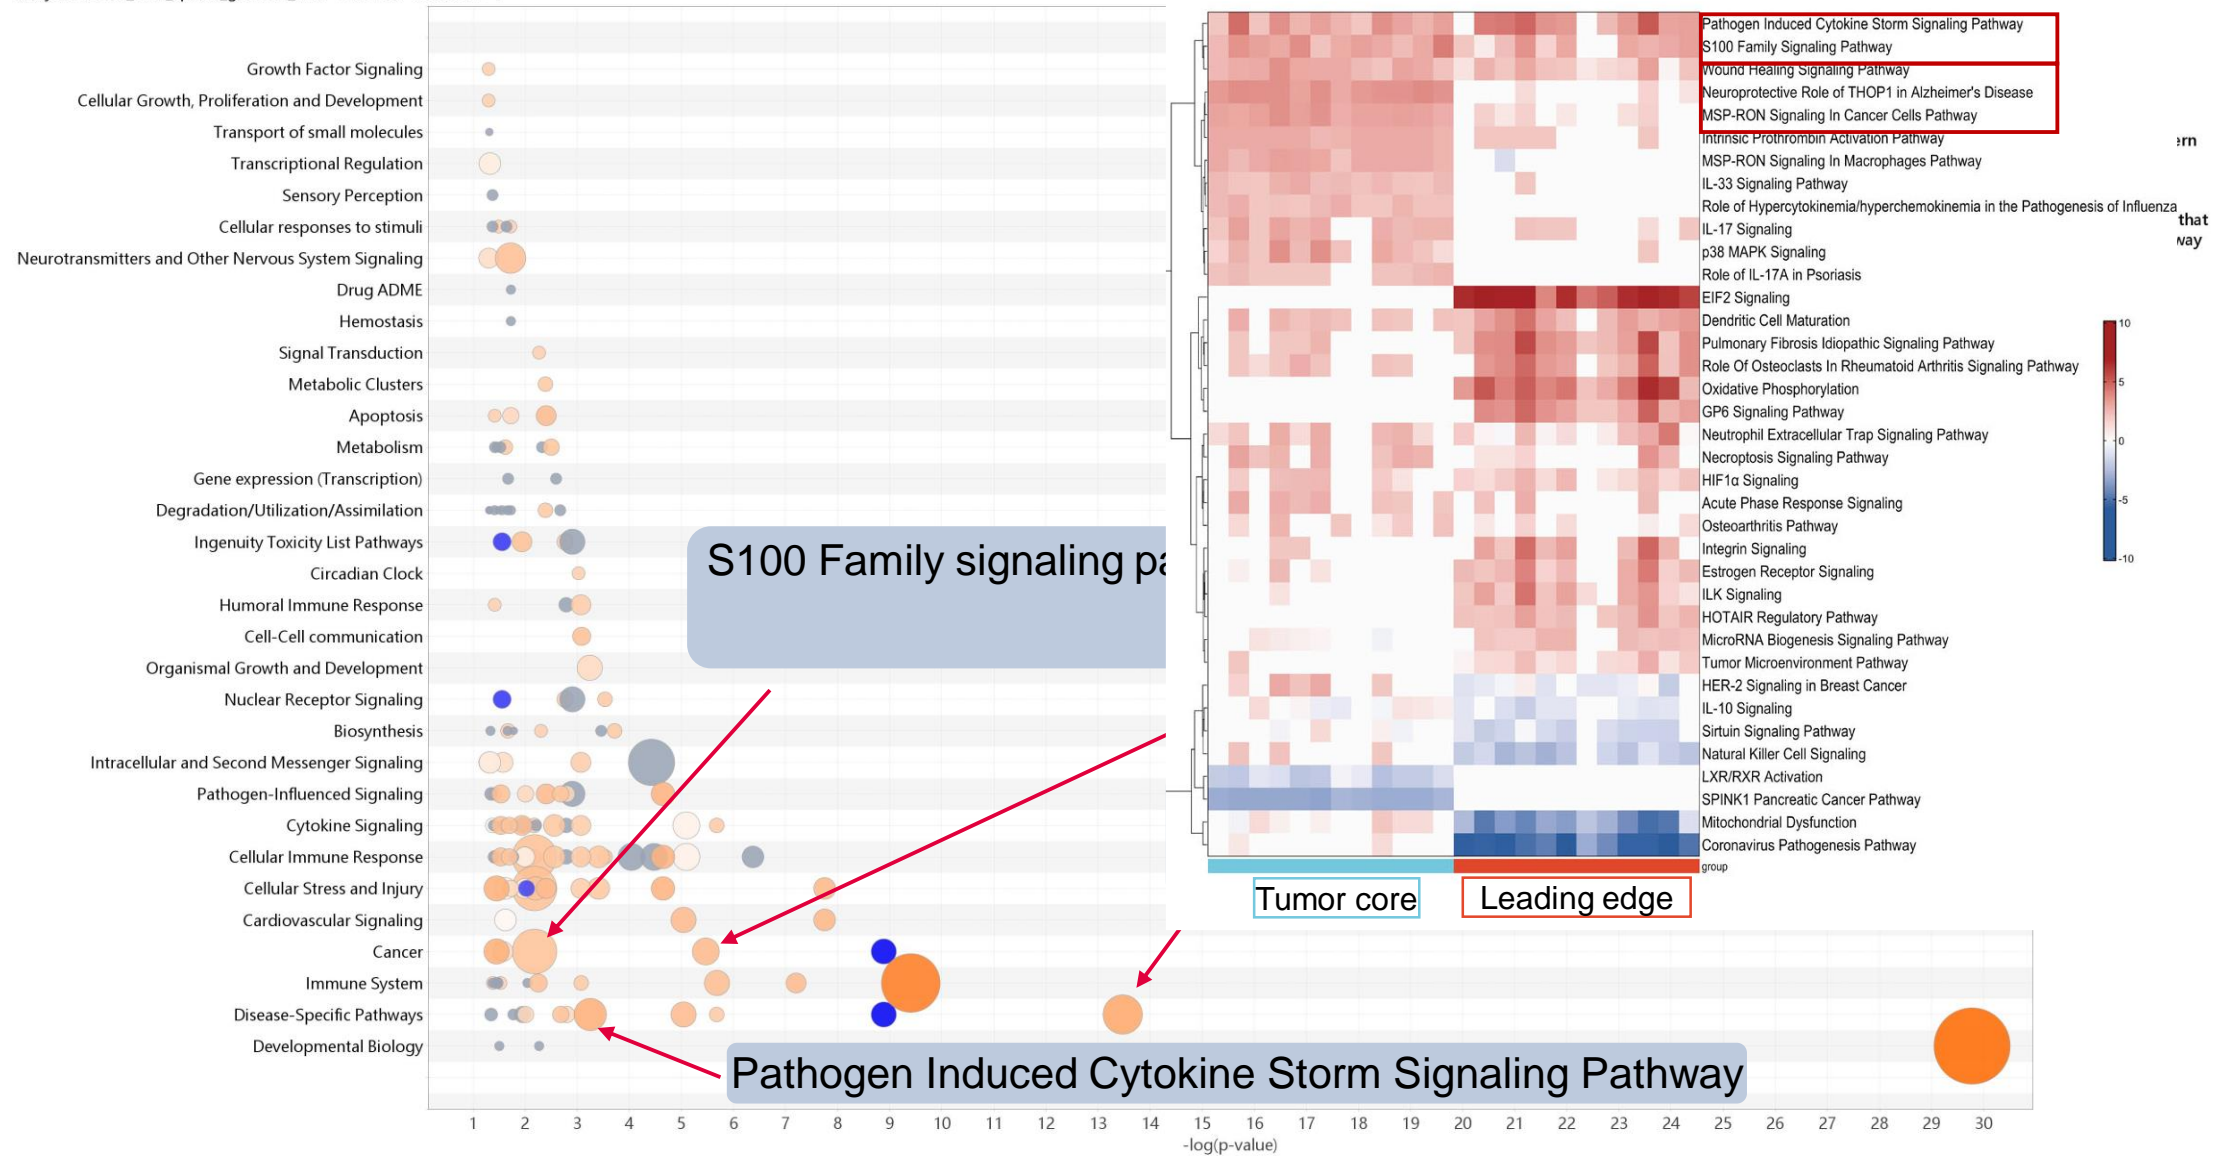 Growth Factor Signaling
Cellular Growth, Proliferation and Development
Transport of small molecules
Transcriptional Regulation
Sensory Perception
Cellular responses to stimuli
Neurotransmitters and Other Nervous System Signaling
Drug ADME
Hemostasis
Signal Transduction
Metabolic Clusters
Apoptosis
Metabolism
Gene expression (Transcription)
Degradation/Utilization/Assimilation
Ingenuity Toxicity List Pathways
Circadian Clock
Humoral Immune Response
Cell-Cell communication
Organismal Growth and Development
Nuclear Receptor Signaling
Biosynthesis
Intracellular and Second Messenger Signaling
Pathogen-Influenced Signaling
Cytokine Signaling
Cellular Immune Response
Cellular Stress and Injury
Cardiovascular Signaling
Cancer
Immune System
Disease-Specific Pathways
Developmental Biology
S100 Family signaling pa
Pathogen Induced Cytokine Storm Signaling Pathway
1 2 3 4 5 6 7 8 9 10 11 12 13 14 15 16 17 18 19 20 21 22 23 24 25 26 27 28 29 30
-log(p-value)
Pathogen Induced Cytokine Storm Signaling Pathway
S100 Family Signaling Pathway
Wound Healing Signaling Pathway
Neuroprotective Role of THOP1 in Alzheimer's Disease
MSP-RON Signaling In Cancer Cells Pathway
Intrinsic Prothrombin Activation Pathway
MSP-RON Signaling In Macrophages Pathway
IL-33 Signaling Pathway
Role of Hypercytokinemia/hyperchemokinemia in the Pathogenesis of Influenza
IL-17 Signaling
p38 MAPK Signaling
Role of IL-17A in Psoriasis
EIF2 Signaling
Dendritic Cell Maturation
Pulmonary Fibrosis Idiopathic Signaling Pathway
Role Of Osteoclasts In Rheumatoid Arthritis Signaling Pathway
Oxidative Phosphorylation
GP6 Signaling Pathway
Neutrophil Extracellular Trap Signaling Pathway
Necroptosis Signaling Pathway
HIF1α Signaling
Acute Phase Response Signaling
Osteoarthritis Pathway
Integrin Signaling
Estrogen Receptor Signaling
ILK Signaling
HOTAIR Regulatory Pathway
MicroRNA Biogenesis Signaling Pathway
Tumor Microenvironment Pathway
HER-2 Signaling in Breast Cancer
IL-10 Signaling
Sirtuin Signaling Pathway
Natural Killer Cell Signaling
LXR/RXR Activation
SPINK1 Pancreatic Cancer Pathway
Mitochondrial Dysfunction
Coronavirus Pathogenesis Pathway
group
Tumor core
Leading edge
ern
that
way
10
5
0
-5
-10